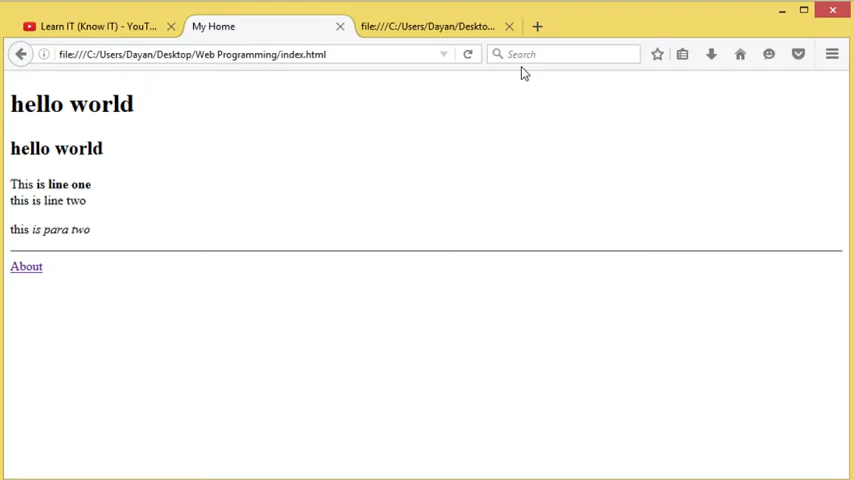 Learn IT (Know IT) - YouT...
My Home
file:///C:/Users/Dayan/Deskto...
file:///C:/Users/Dayan/Desktop/Web Programming/index.html
Search
hello world
hello world
This is line one
this is line two
this is para two
About